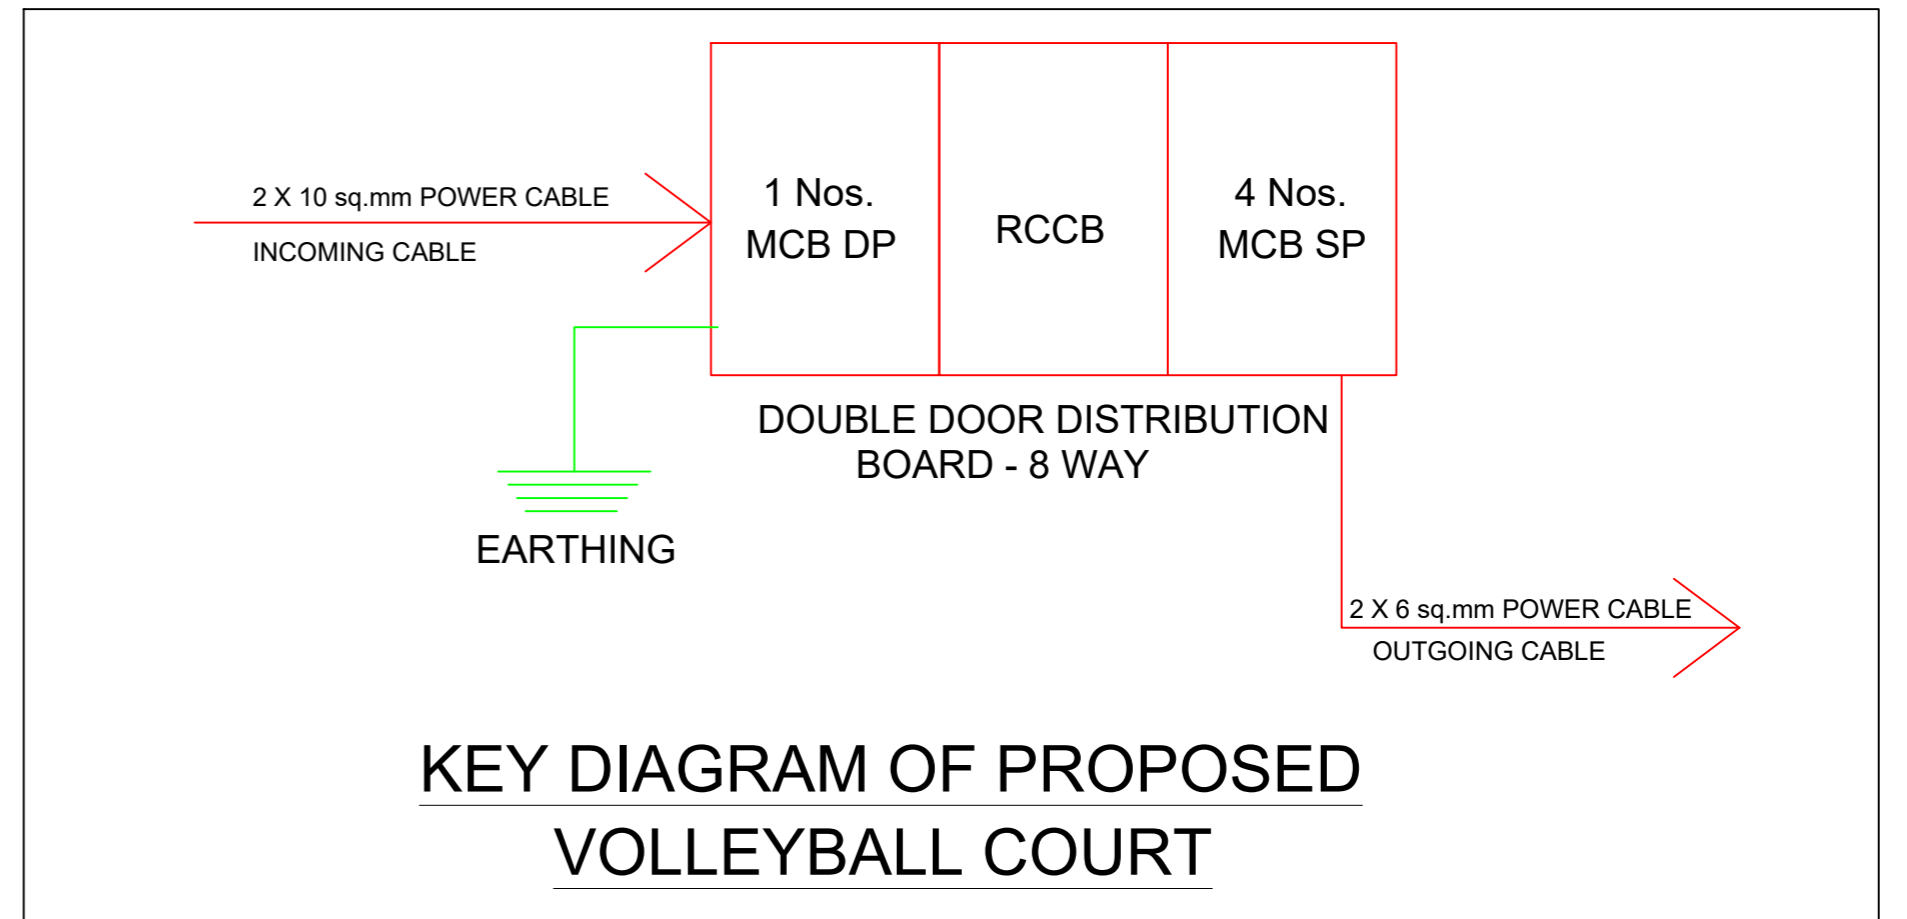 2 X 10 sq.mm POWER CABLE
INCOMING CABLE
1 Nos.
MCB DP
RCCB
4 Nos.
MCB SP
DOUBLE DOOR DISTRIBUTION
BOARD - 8 WAY
EARTHING
2 X 6 sq.mm POWER CABLE
OUTGOING CABLE
KEY DIAGRAM OF PROPOSED
VOLLEYBALL COURT